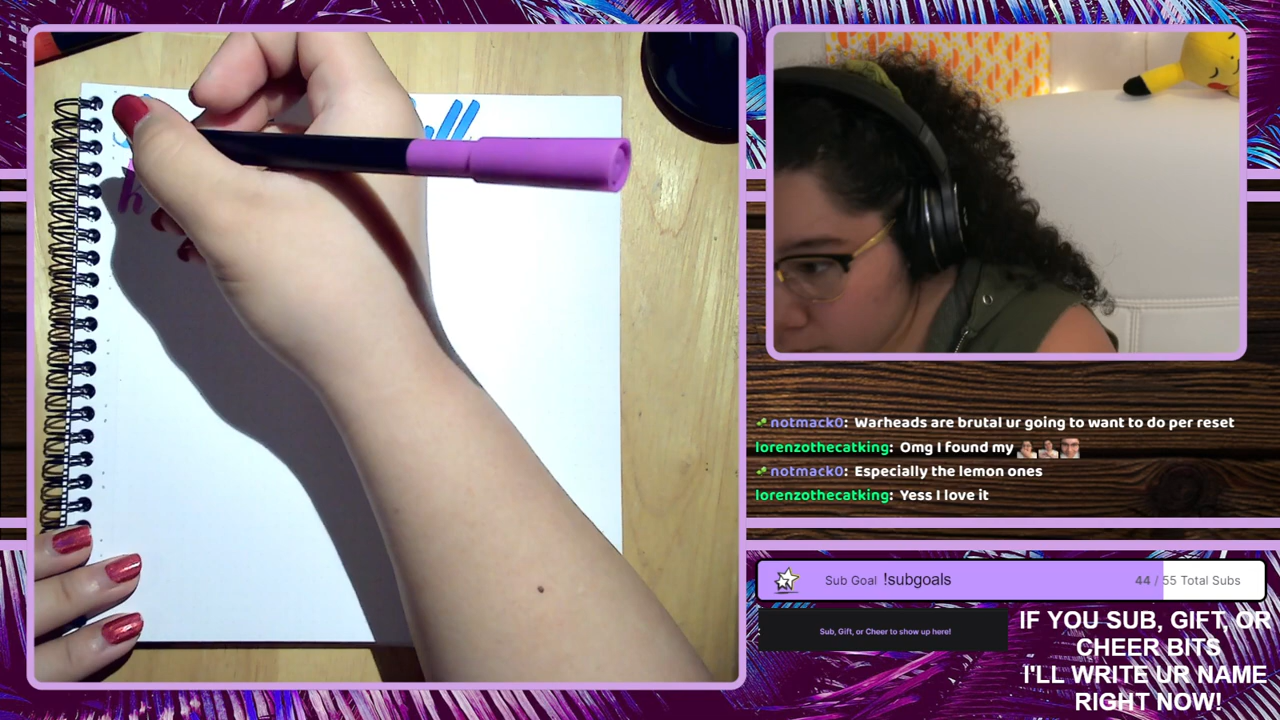 h
notmack0: Warheads are brutal ur going to want to do per reset
lorenzothecatking: Omg I found my
notmack0: Especially the lemon ones
lorenzothecatking: Yess I love it
Sub Goal !subgoals 44 / 55 Total Subs
Sub, Gift, or Cheer to show up here!
IF YOU SUB, GIFT, OR
CHEER BITS
I'LL WRITE UR NAME
RIGHT NOW!